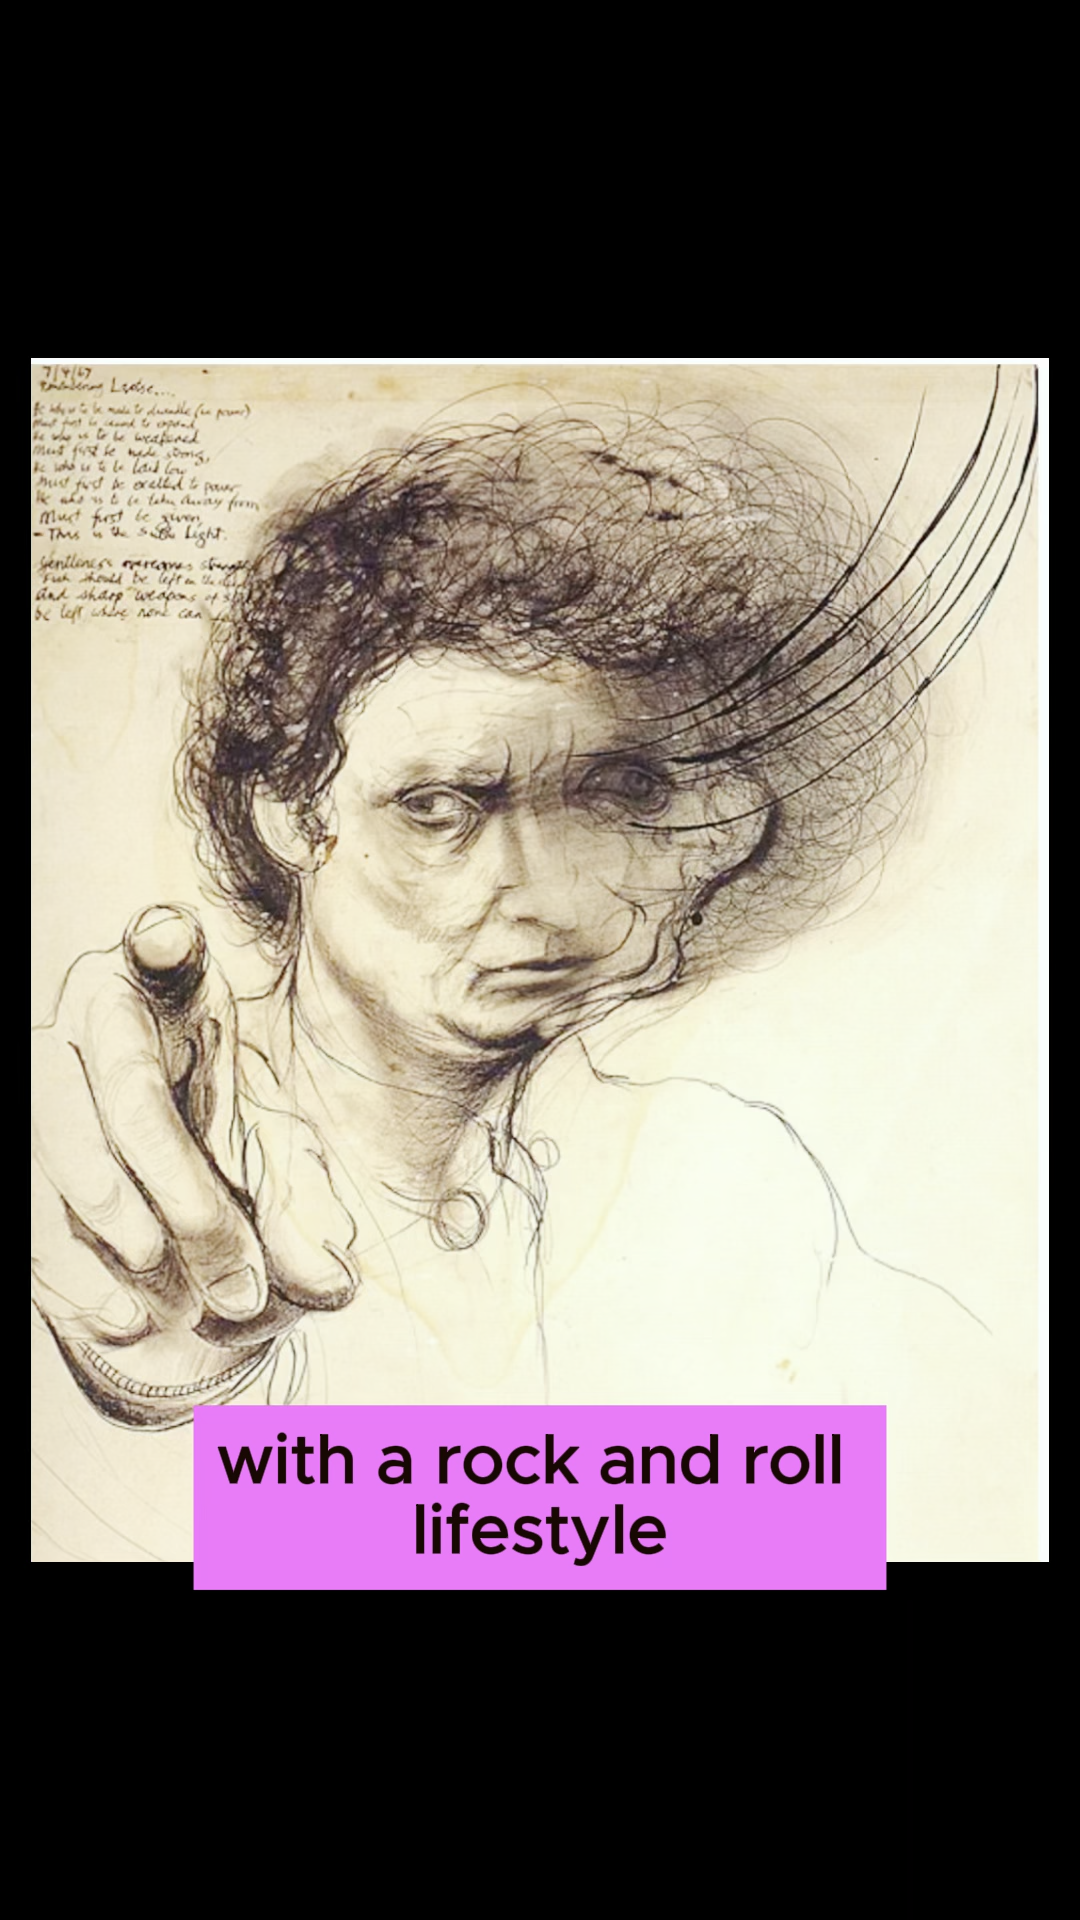 7/4/67
Remembering Laotse...
He who is to be made to dwindle (in power)
Must first be caused to expand
He who is to be weakened
Must first be made strong,
He who is to be laid low
Must first be exalted to power
He who is to be taken away from
Must first be given,
- This is the Subtle Light.
Gentleness overcomes strength
Fish should be left in the
And sharp weapons of
be left where none can
with a rock and roll
lifestyle